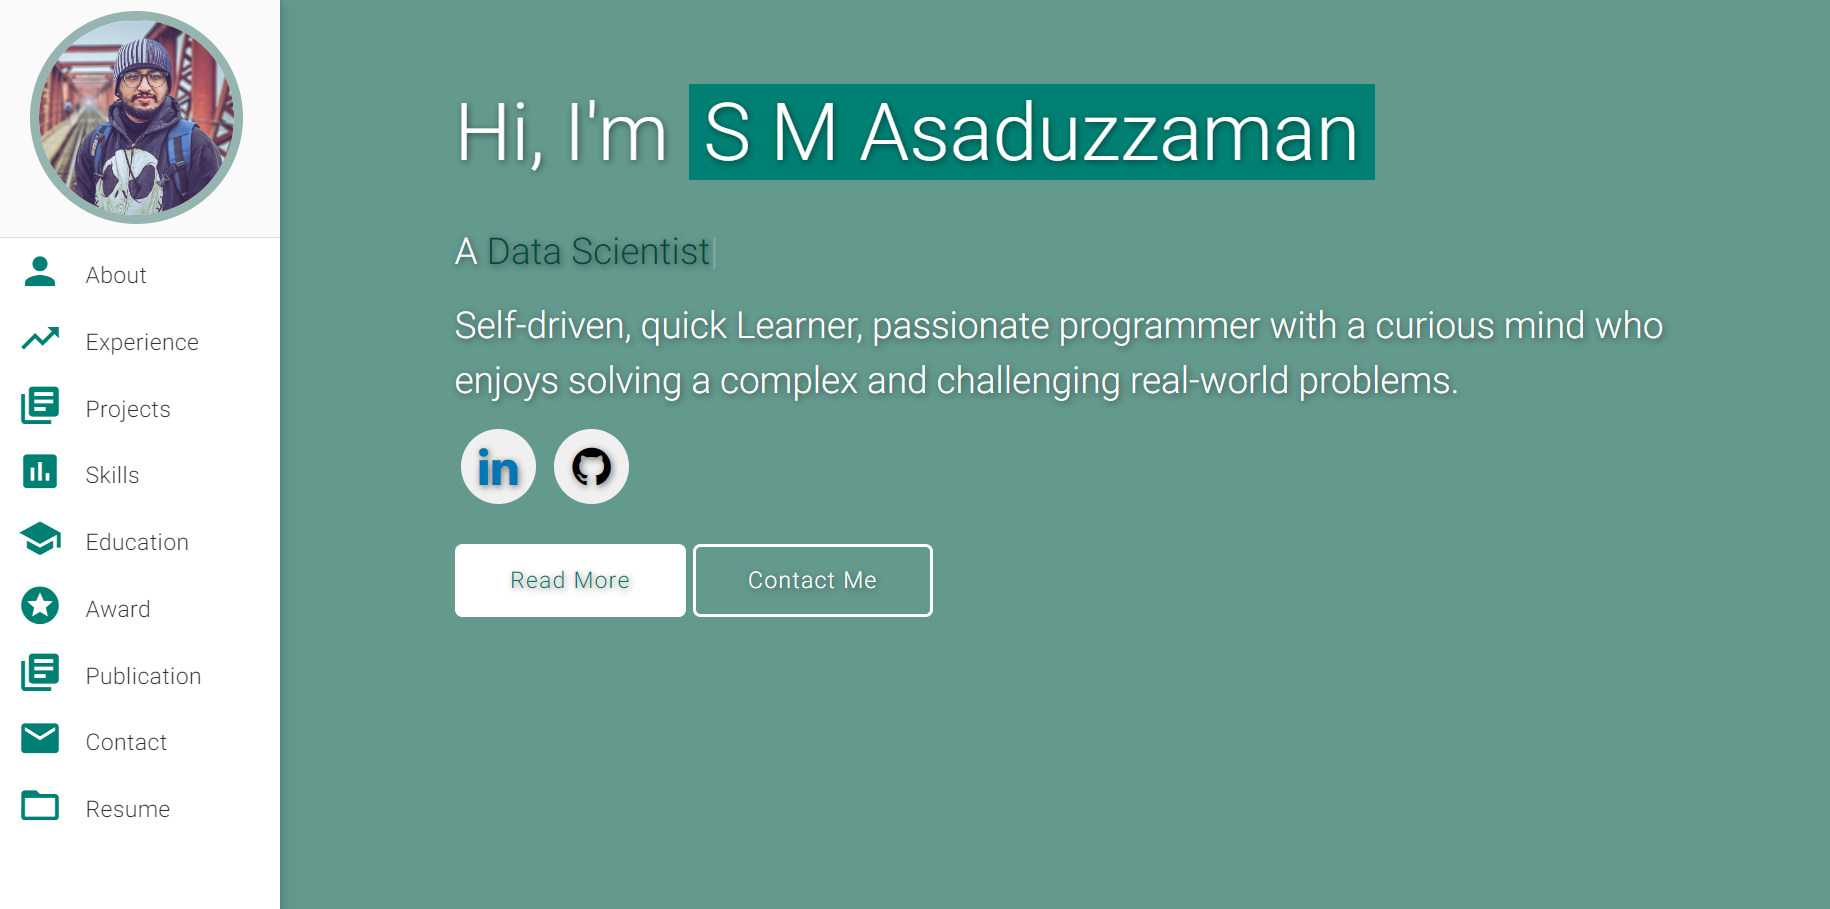 About
Experience
Projects
Skills
Education
Award
Publication
Contact
Resume
Hi, I'm S M Asaduzzaman
A Data Scientist
Self-driven, quick Learner, passionate programmer with a curious mind who
enjoys solving a complex and challenging real-world problems.
in
Read More
Contact Me